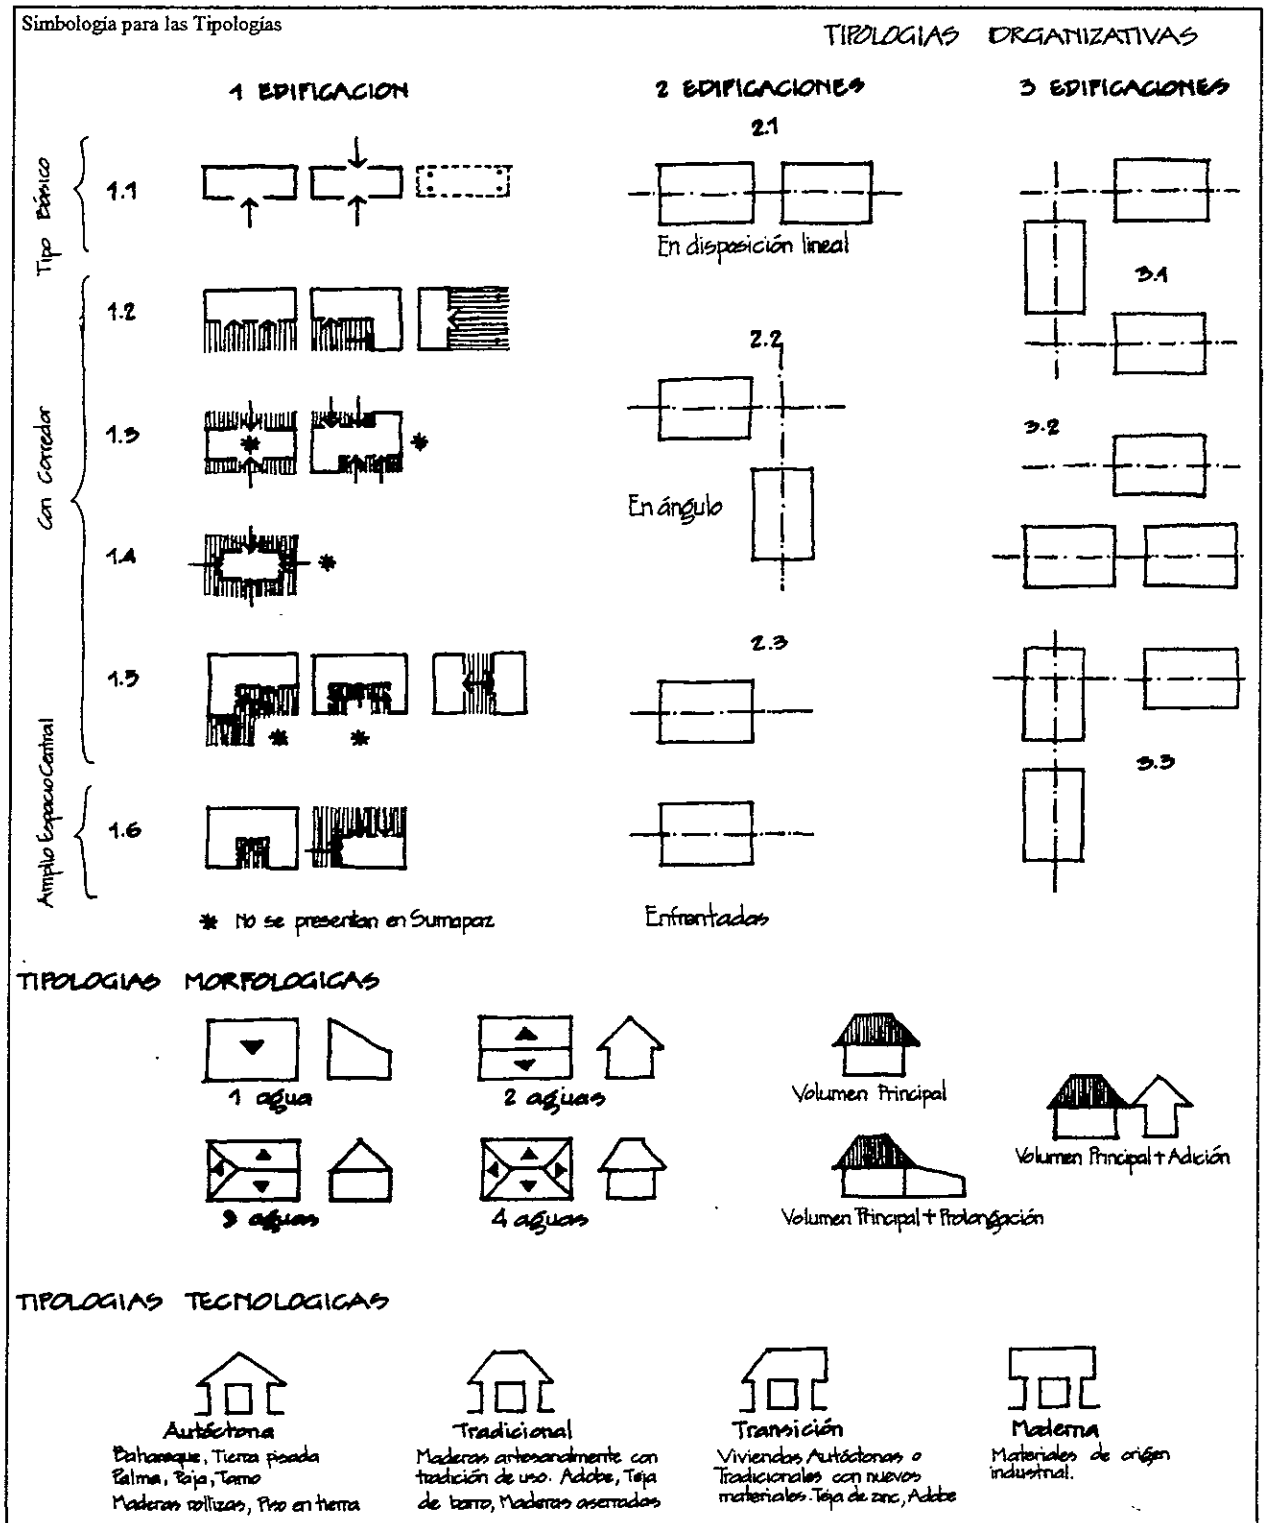 Simbología para las Tipologías
TIPOLOGIAS ORGANIZATIVAS
1 EDIFICACION
2 EDIFICACIONES
3 EDIFICACIONES
Tipo Básico
1.1
2.1
En disposición lineal
3.1
Con Corredor
1.2
2.2
1.3
En ángulo
3.2
1.4
1.5
2.3
3.3
Amplio Espacio Central
1.6
* No se presentan en Sumapaz
Enfrentadas
TIPOLOGIAS MORFOLOGICAS
1 agua
2 aguas
Volumen Principal
3 aguas
4 aguas
Volumen Principal + Prolongación
Volumen Principal + Adición
TIPOLOGIAS TECNOLOGICAS
Autóctona
Bahareque, Tierra pisada
Palma, Paja, Tamo
Maderas rollizas, Piso en tierra
Tradicional
Maderas artesanalmente con
tradición de uso. Adobe, Teja
de barro, Maderas aserradas
Transición
Viviendas Autóctonas o
Tradicionales con nuevos
materiales. Teja de zinc, Adobe
Moderna
Materiales de origen
industrial.